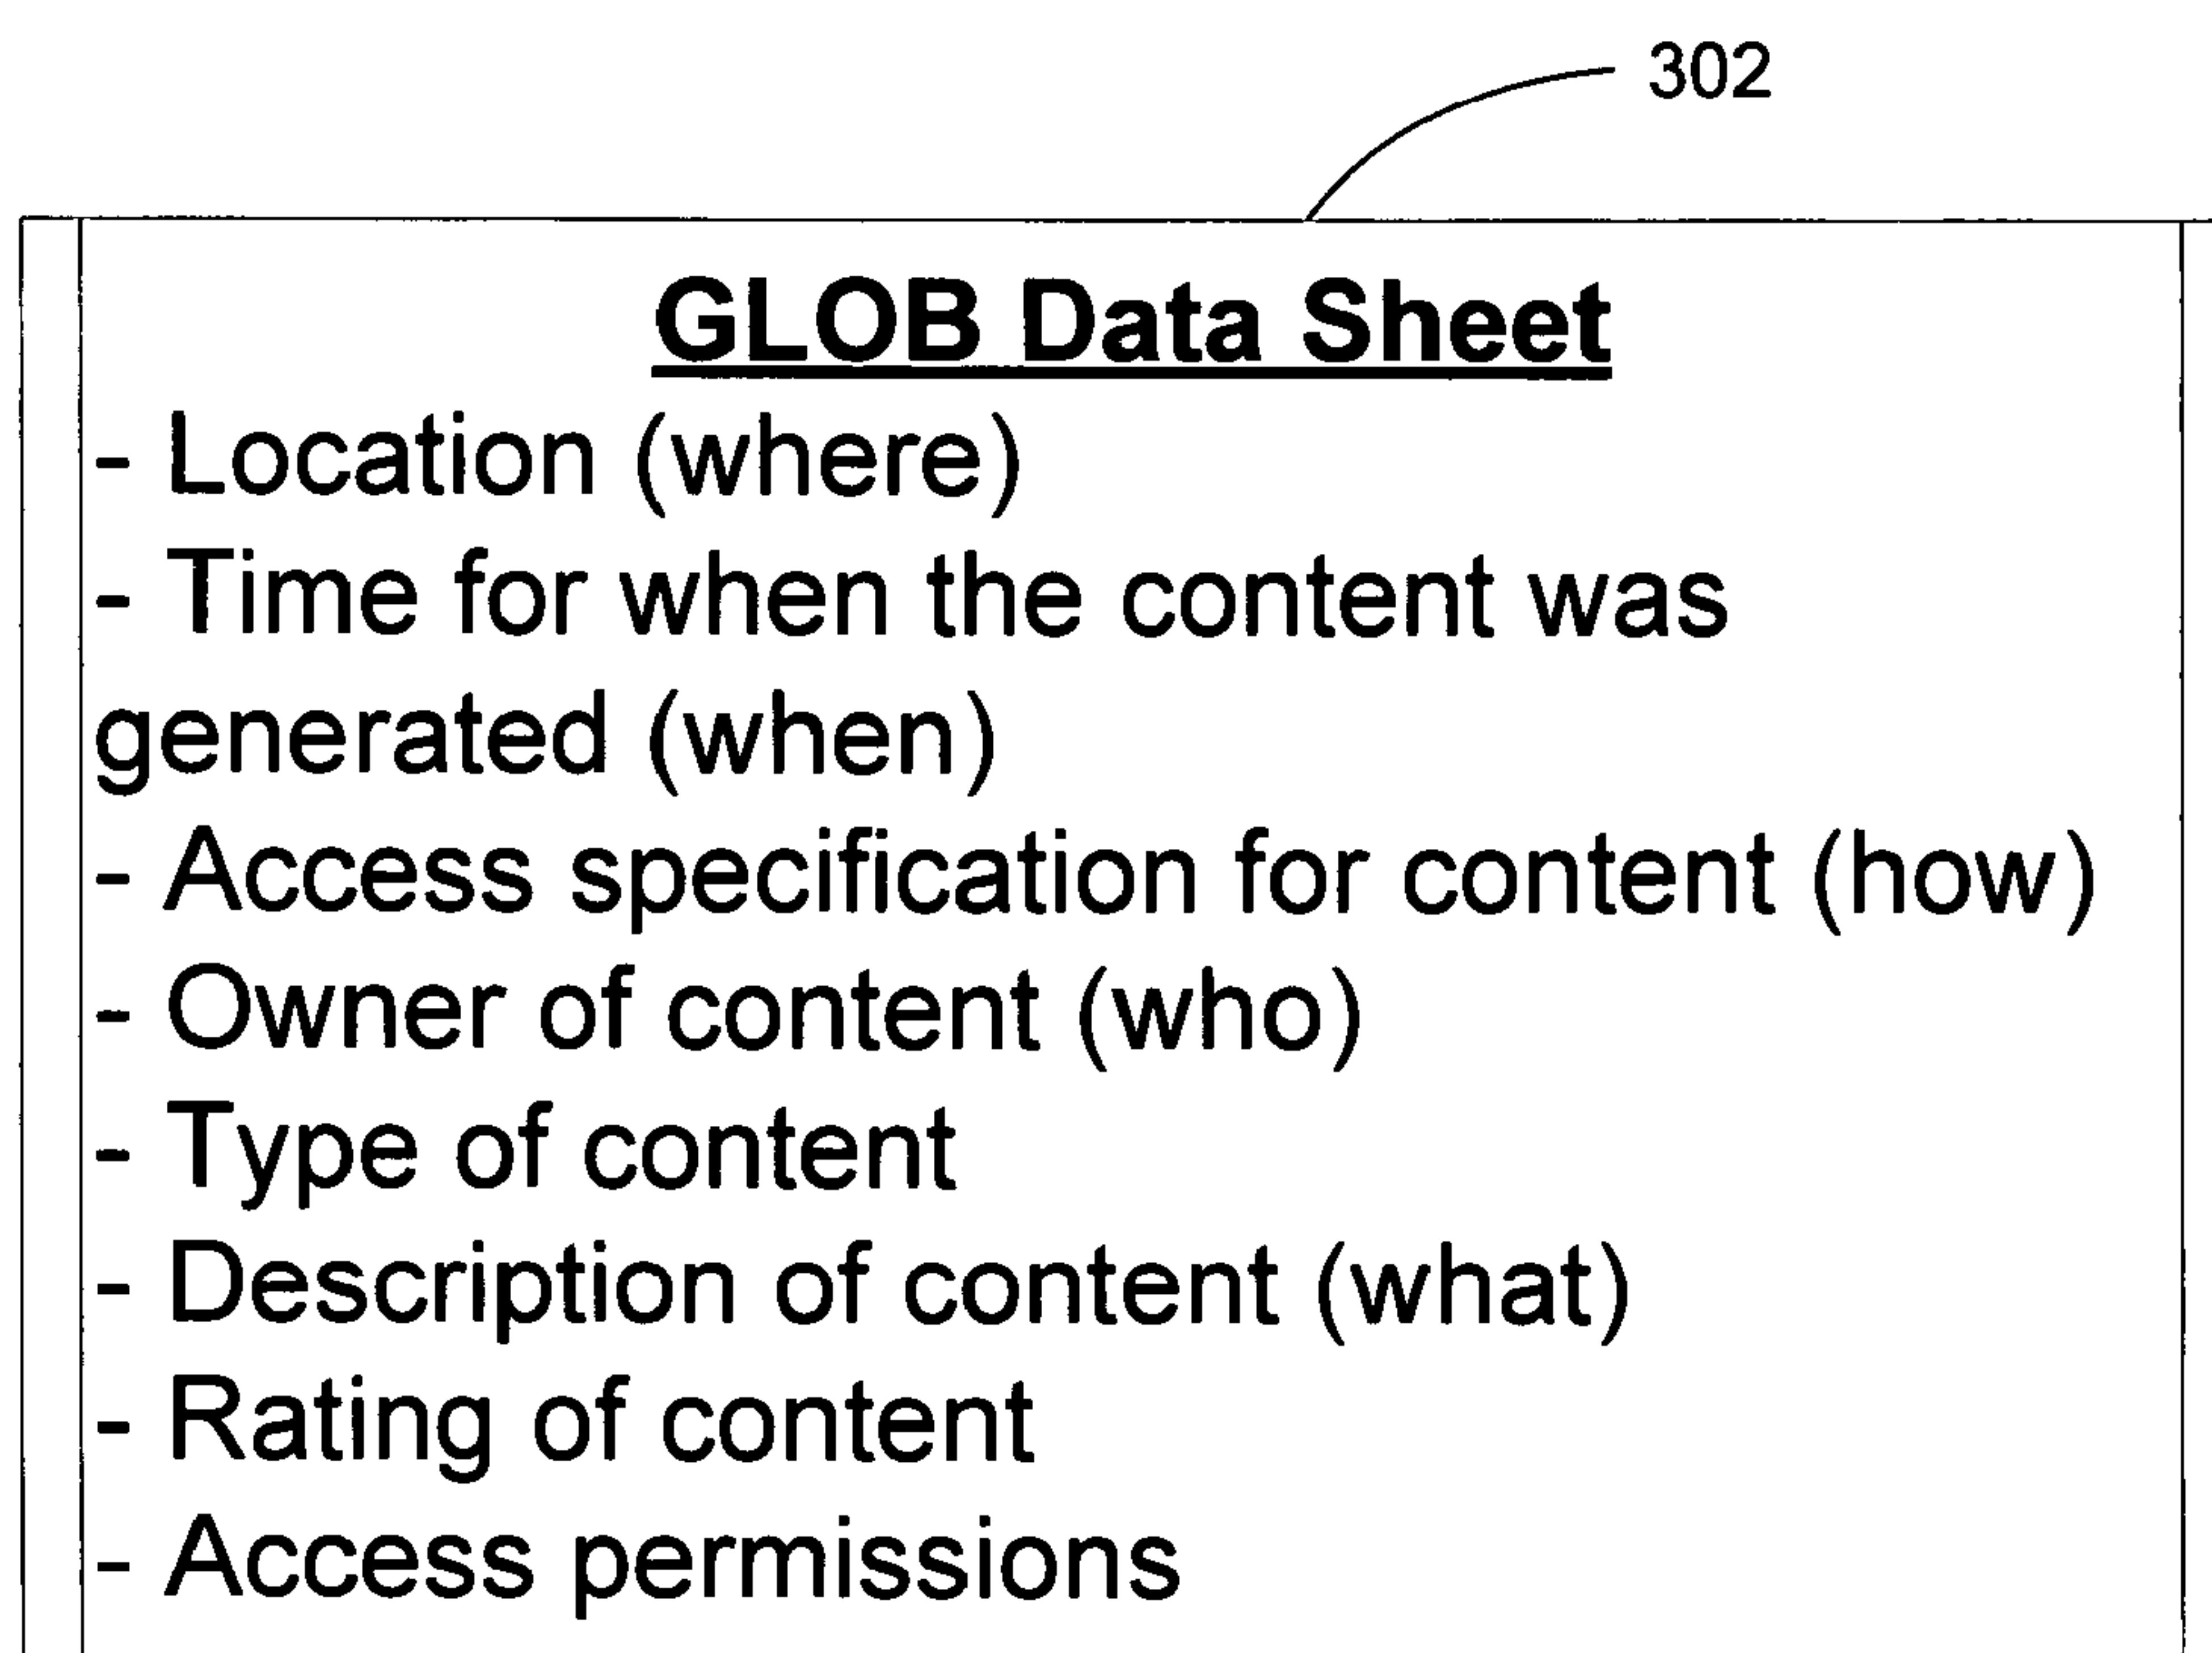 302
GLOB Data Sheet
- Location (where)
- Time for when the content was
generated (when)
- Access specification for content (how)
- Owner of content (who)
- Type of content
- Description of content (what)
- Rating of content
- Access permissions